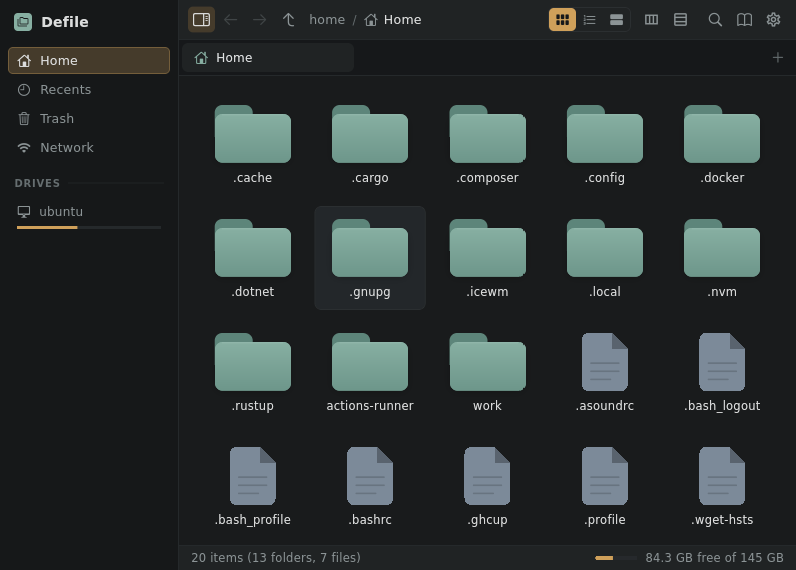 Defile
home / Home
Home
Recents
Trash
Network
DRIVES
ubuntu
Home
.cache
.cargo
.composer
.config
.docker
.dotnet
.gnupg
.icewm
.local
.nvm
.rustup
actions-runner
work
.asoundrc
.bash_logout
.bash_profile
.bashrc
.ghcup
.profile
.wget-hsts
20 items (13 folders, 7 files)
84.3 GB free of 145 GB